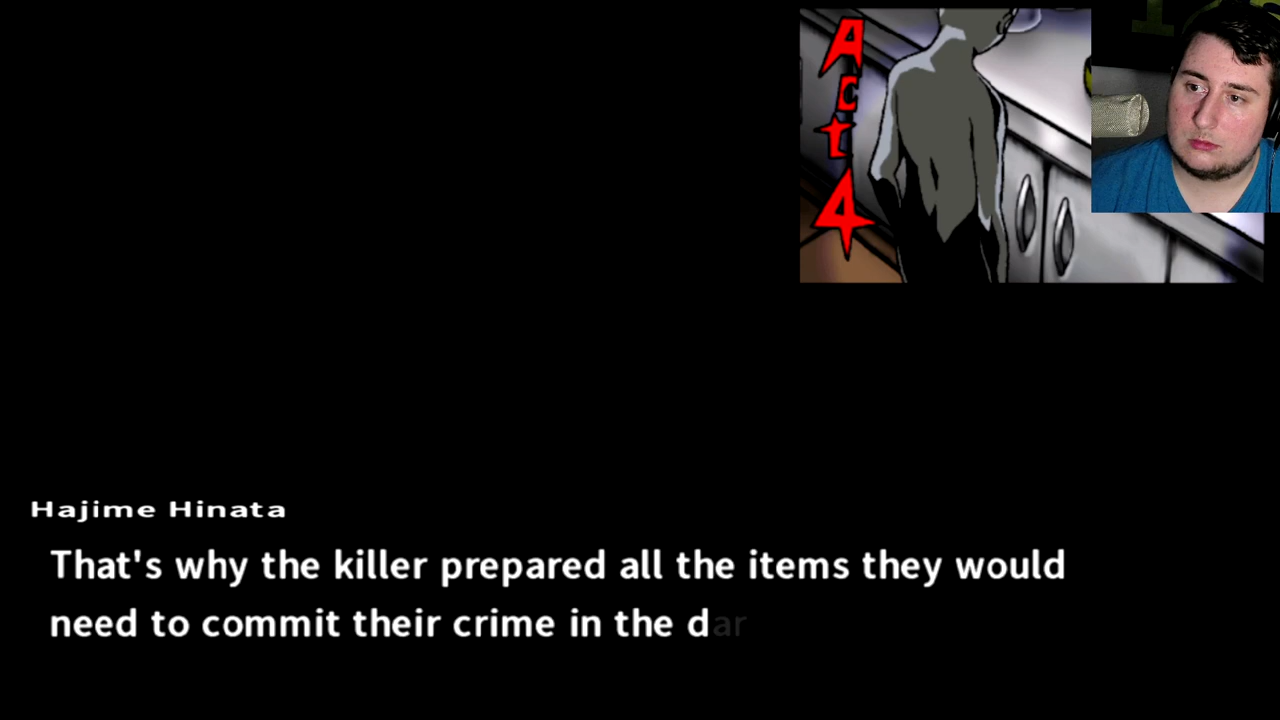 Act 4
Hajime Hinata
That's why the killer prepared all the items they would
need to commit their crime in the dar